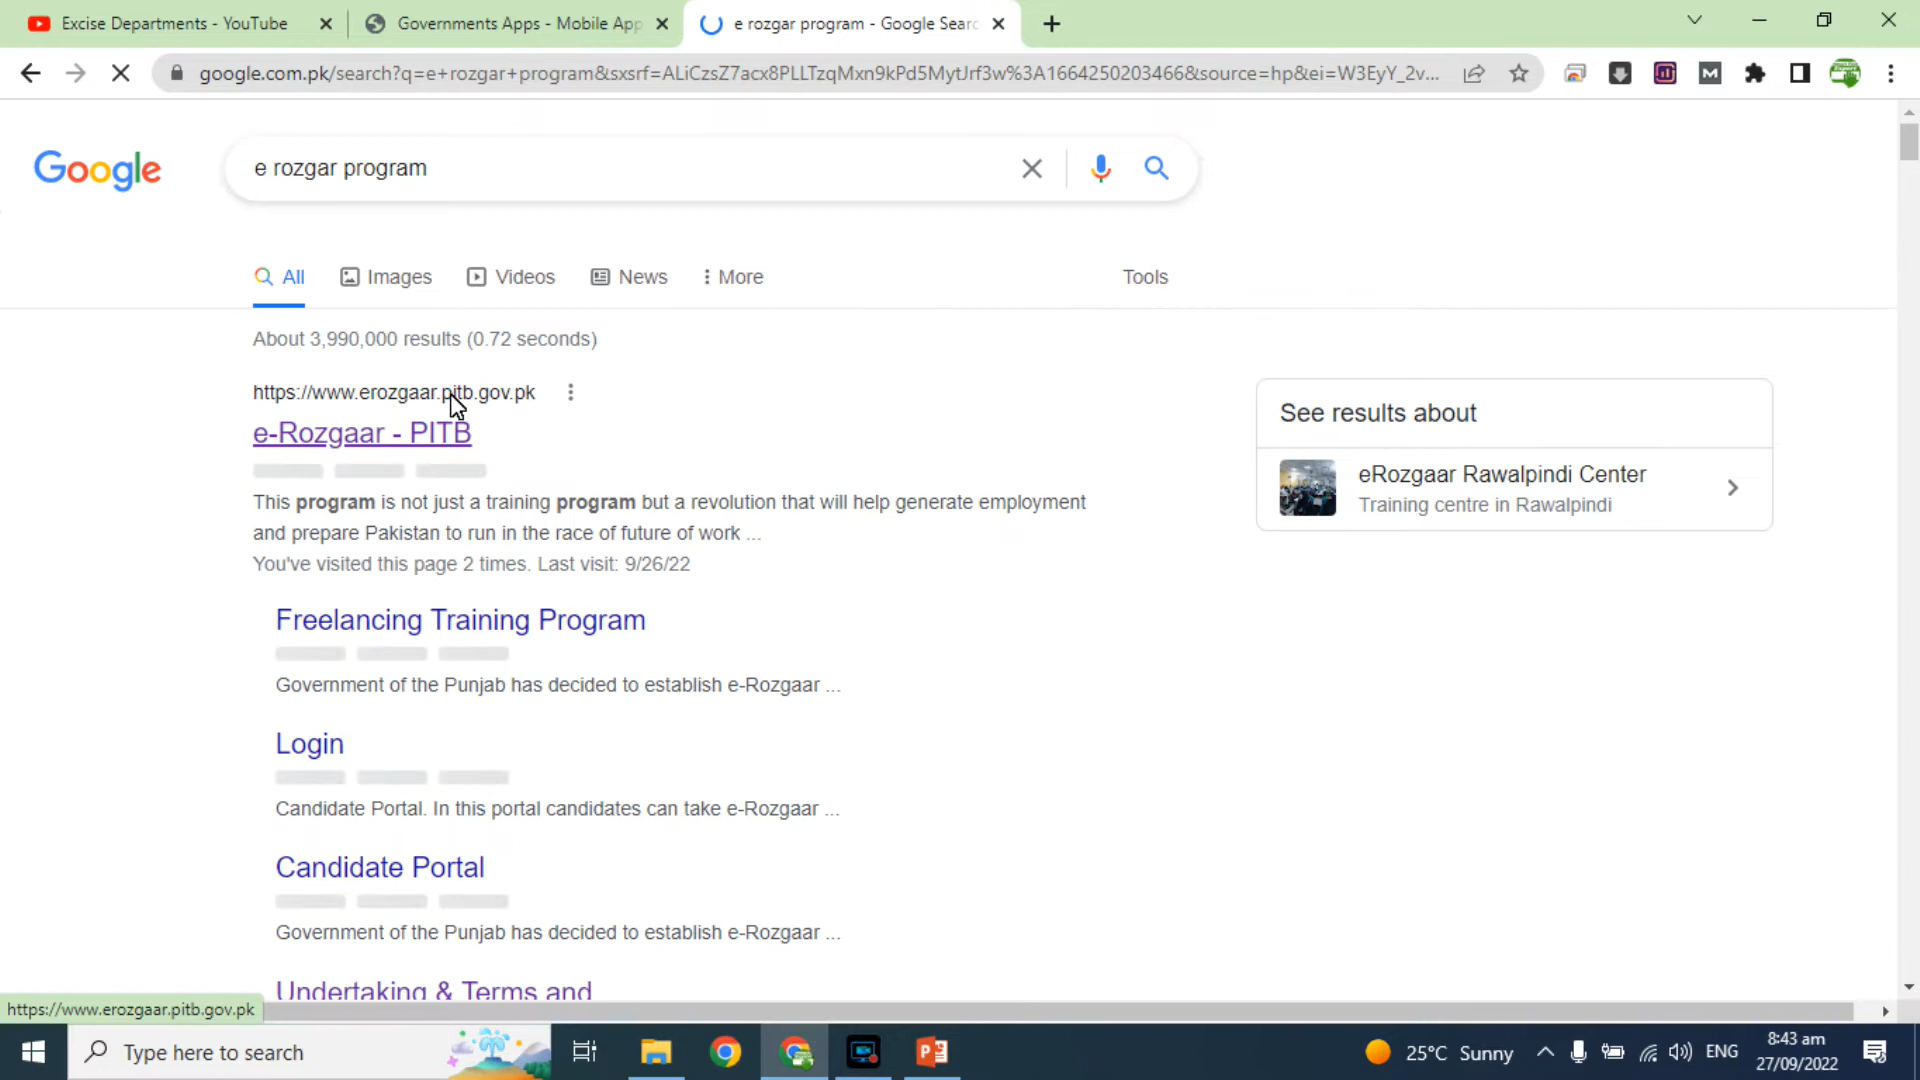 Excise Departments - YouTube
Governments Apps - Mobile App
e rozgar program - Google Searc
google.com.pk/search?q=e+rozgar+program&sxsrf=ALiCzsZ7acx8PLLTzqMxn9kPd5MytJrf3w%3A1664250203466&source=hp&ei=W3EyY_2v...
Google
e rozgar program
All
Images
Videos
News
More
Tools
About 3,990,000 results (0.72 seconds)
https://www.erozgaar.pitb.gov.pk
e-Rozgaar - PITB
This program is not just a training program but a revolution that will help generate employment
and prepare Pakistan to run in the race of future of work ...
You've visited this page 2 times. Last visit: 9/26/22
See results about
eRozgaar Rawalpindi Center
Training centre in Rawalpindi
Freelancing Training Program
Government of the Punjab has decided to establish e-Rozgaar ...
Login
Candidate Portal. In this portal candidates can take e-Rozgaar ...
Candidate Portal
Government of the Punjab has decided to establish e-Rozgaar ...
Undertaking & Terms and
https://www.erozgaar.pitb.gov.pk
Type here to search
25°C Sunny
ENG
8:43 am
27/09/2022